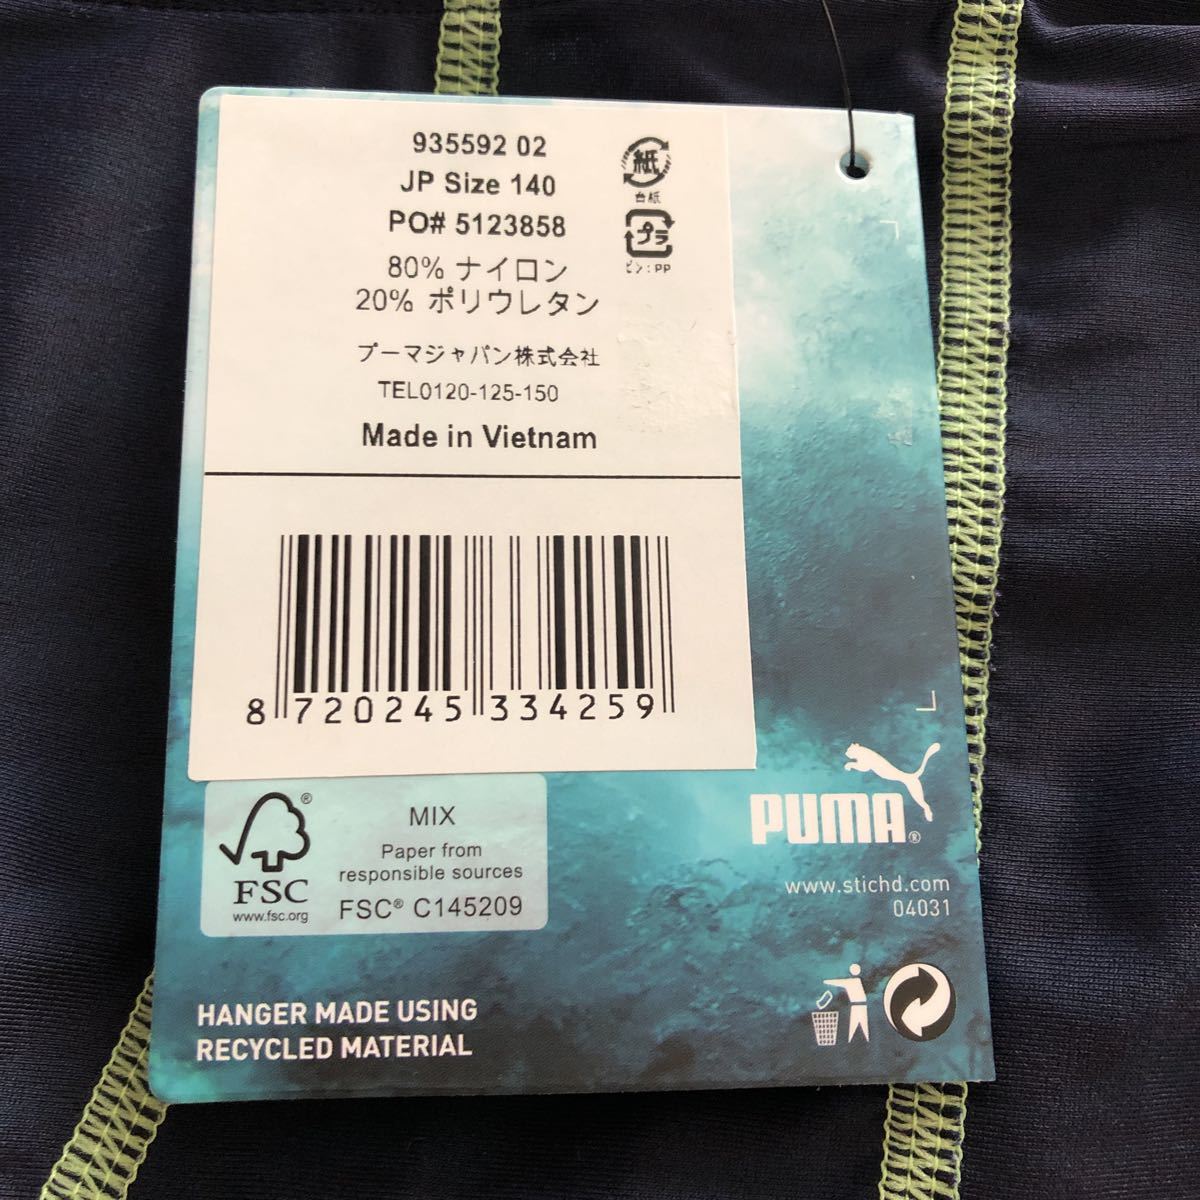 935592 02
JP Size 140
PO# 5123858
80% ナイロン
20% ポリウレタン
プーマジャパン株式会社
TEL0120-125-150
Made in Vietnam
紙
台紙
プラ
ピン:PP
8 720245 334259
FSC®
www.fsc.org
MIX
Paper from
responsible sources
FSC® C145209
PUMA®
www.stichd.com
04031
HANGER MADE USING
RECYCLED MATERIAL